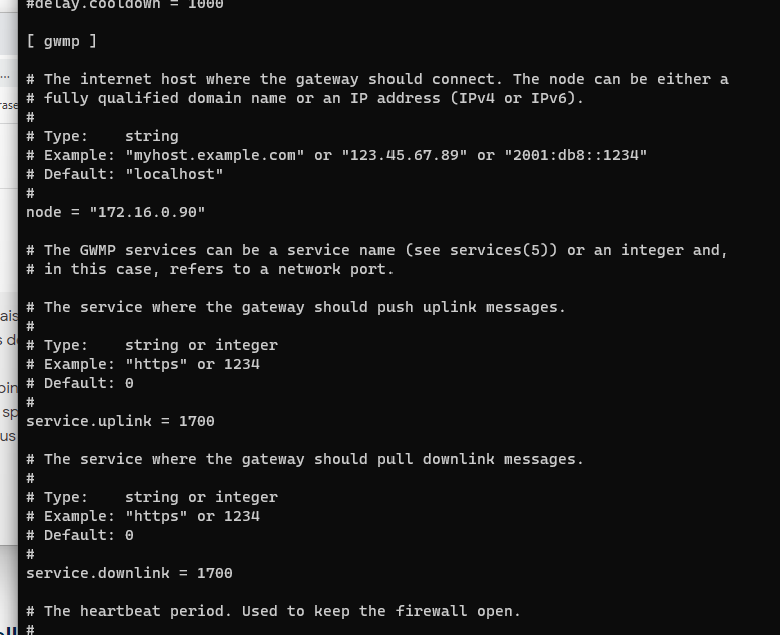 #delay.cooldown = 1000
[ gwmp ]
# The internet host where the gateway should connect. The node can be either a
# fully qualified domain name or an IP address (IPv4 or IPv6).
#
# Type:    string
# Example: "myhost.example.com" or "123.45.67.89" or "2001:db8::1234"
# Default: "localhost"
#
node = "172.16.0.90"
# The GWMP services can be a service name (see services(5)) or an integer and,
# in this case, refers to a network port.
# The service where the gateway should push uplink messages.
#
# Type:    string or integer
# Example: "https" or 1234
# Default: 0
#
service.uplink = 1700
# The service where the gateway should pull downlink messages.
#
# Type:    string or integer
# Example: "https" or 1234
# Default: 0
#
service.downlink = 1700
# The heartbeat period. Used to keep the firewall open.
#